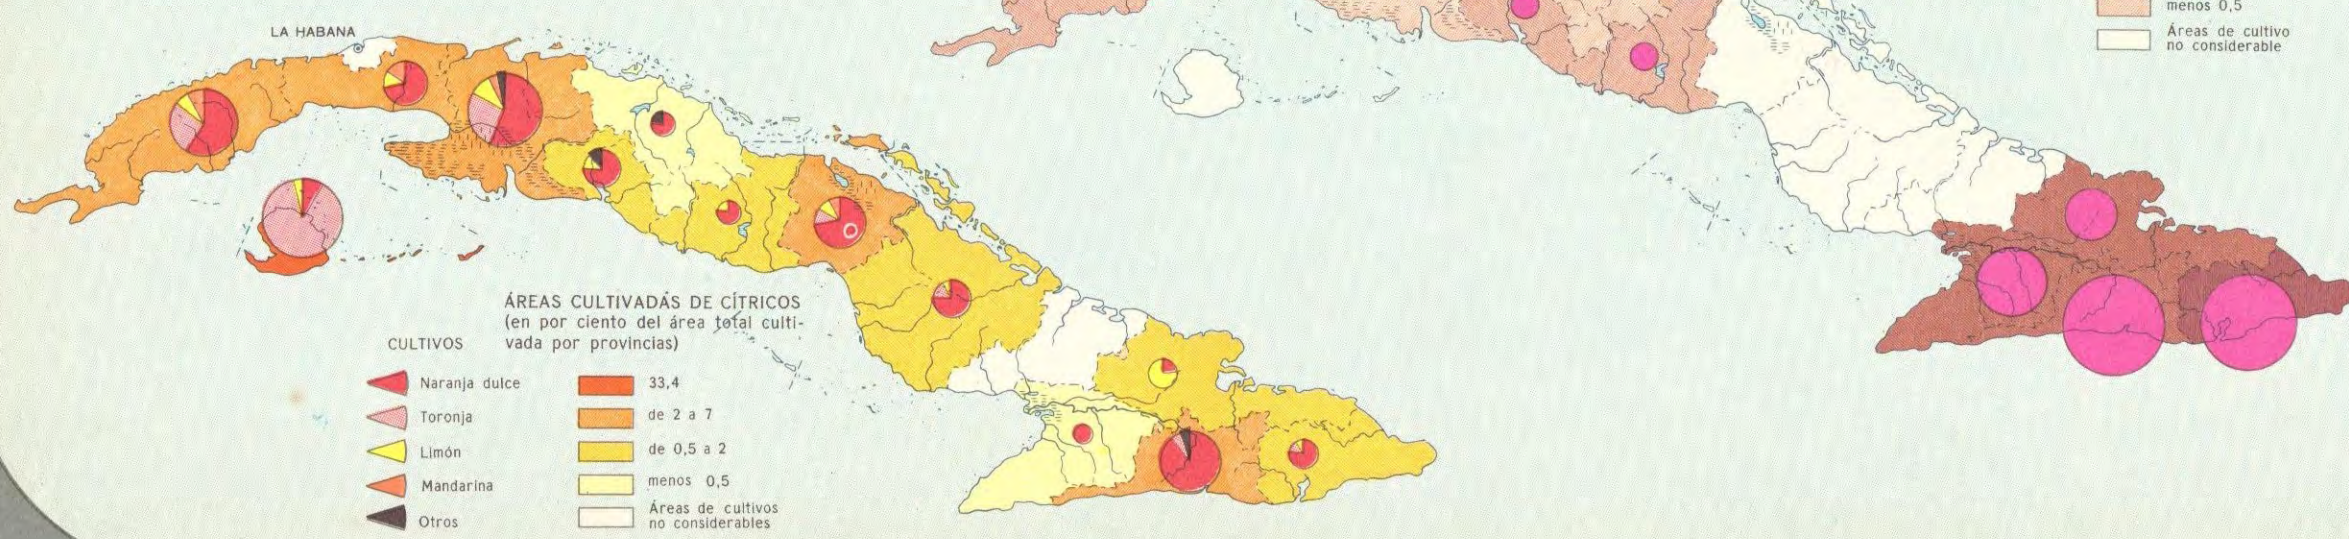 LA HABANA
menos 0,5
Áreas de cultivo
no considerable
ÁREAS CULTIVADAS DE CÍTRICOS
(en por ciento del área total culti-
vada por provincias)
CULTIVOS
Naranja dulce
Toronja
Limón
Mandarina
Otros
33,4
de 2 a 7
de 0,5 a 2
menos 0,5
Áreas de cultivos
no considerables